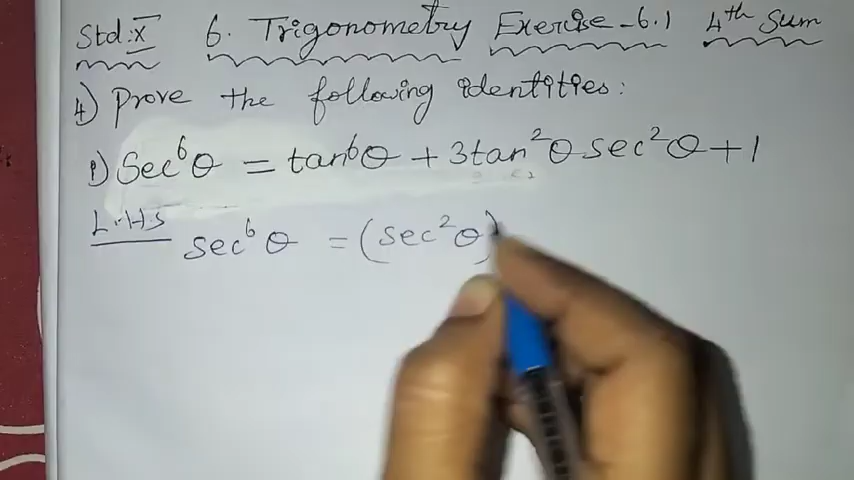 Std:X 6. Trigonometry Exercise-6.1 4th Sum
4) Prove the following identities:
i) Sec⁶θ = tan⁶θ + 3tan²θ sec²θ + 1
L.H.S
sec⁶θ = (sec²θ)